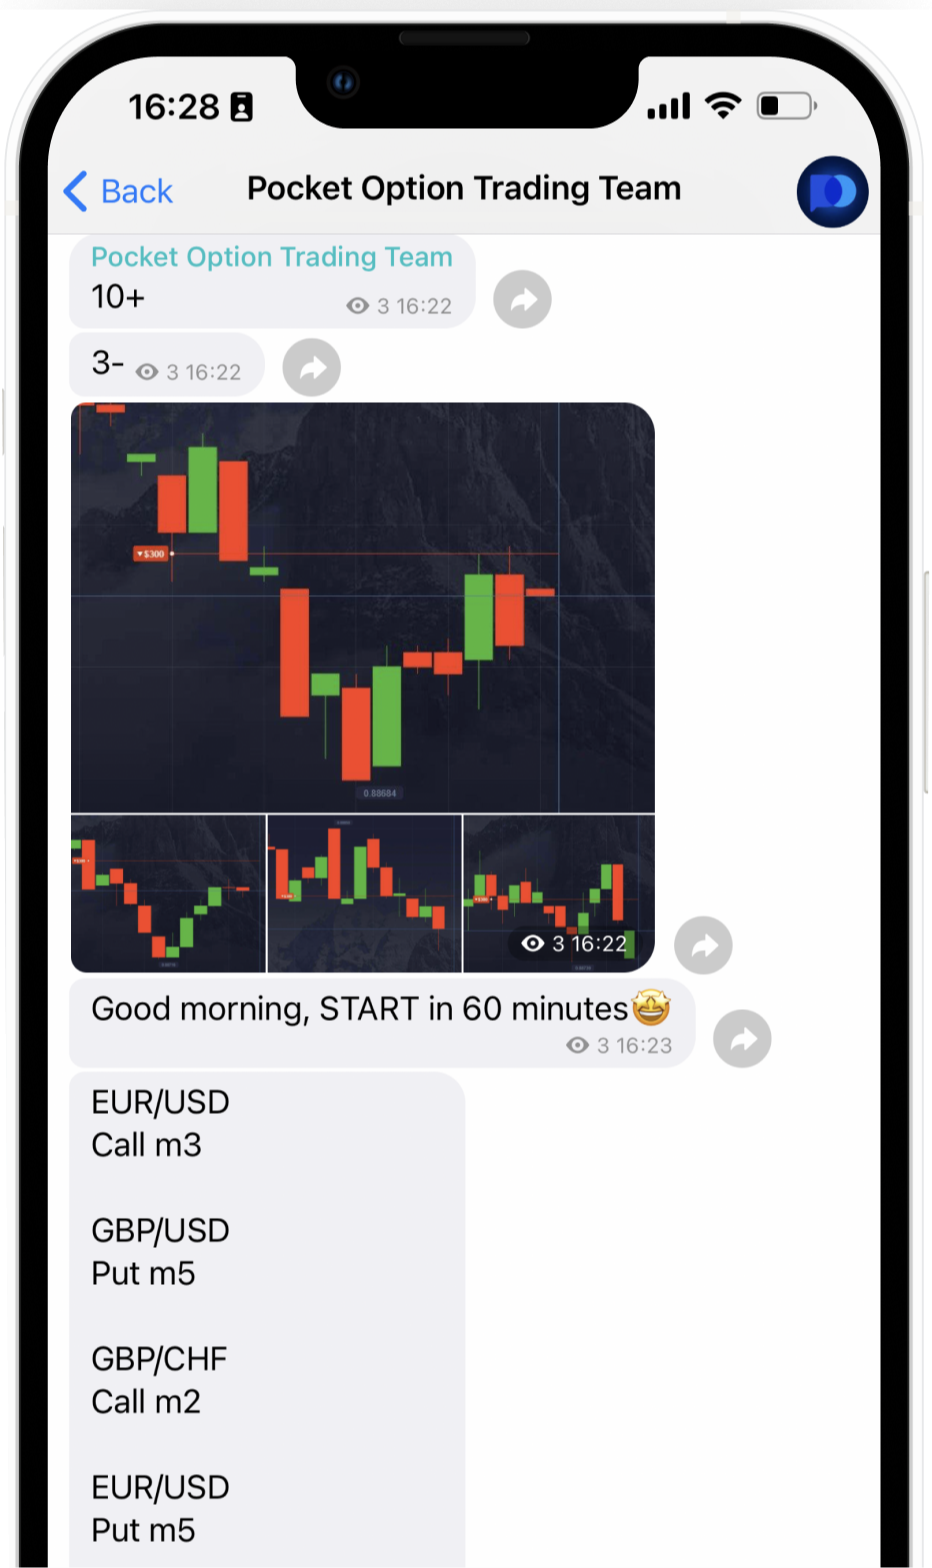 16:28
Back
Pocket Option Trading Team
Pocket Option Trading Team
10+
3 16:22
3-
3 16:22
▼$300
0.88684
3 16:22
Good morning, START in 60 minutes🤩
3 16:23
EUR/USD
Call m3
GBP/USD
Put m5
GBP/CHF
Call m2
EUR/USD
Put m5